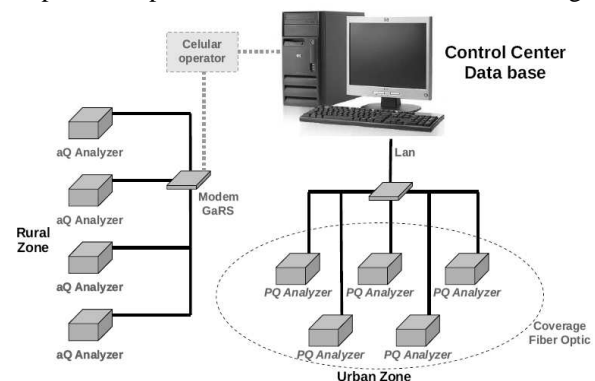 Celular
operator
Control Center
Data base
aQ Analyzer
Lan
Modem
GaRS
aQ Analyzer
Rural
Zone
aQ Analyzer
PQ Analyzer
PQ Analyzer
PQ Analyzer
aQ Analyzer
PQ Analyzer
PQ Analyzer
Coverage
Fiber Optic
Urban Zone